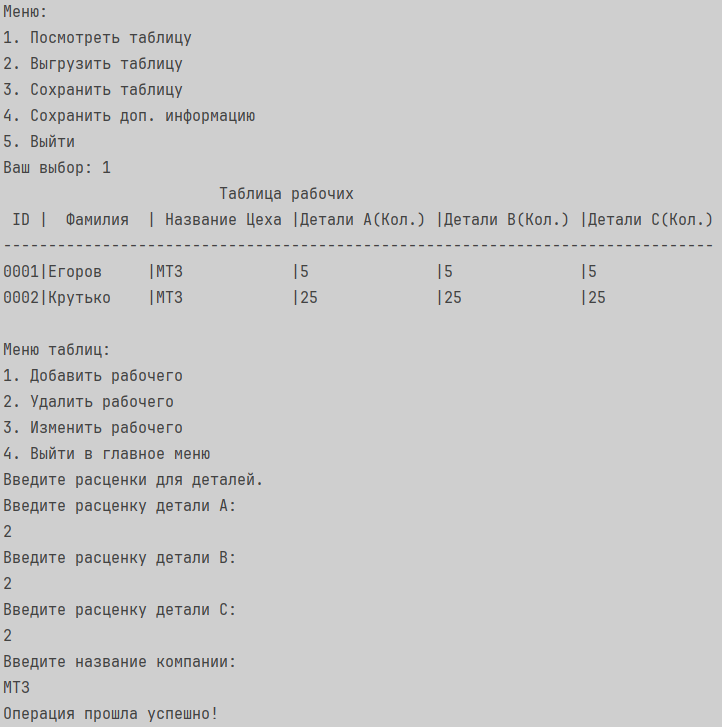 Меню:
1. Посмотреть таблицу
2. Выгрузить таблицу
3. Сохранить таблицу
4. Сохранить доп. информацию
5. Выйти
Ваш выбор: 1
                        Таблица рабочих
 ID |  Фамилия  | Название Цеха |Детали A(Кол.) |Детали B(Кол.) |Детали C(Кол.)
-------------------------------------------------------------------------------
0001|Егоров     |МТЗ            |5              |5              |5
0002|Крутько    |МТЗ            |25             |25             |25

Меню таблиц:
1. Добавить рабочего
2. Удалить рабочего
3. Изменить рабочего
4. Выйти в главное меню
Введите расценки для деталей.
Введите расценку детали A:
2
Введите расценку детали B:
2
Введите расценку детали C:
2
Введите название компании:
МТЗ
Операция прошла успешно!